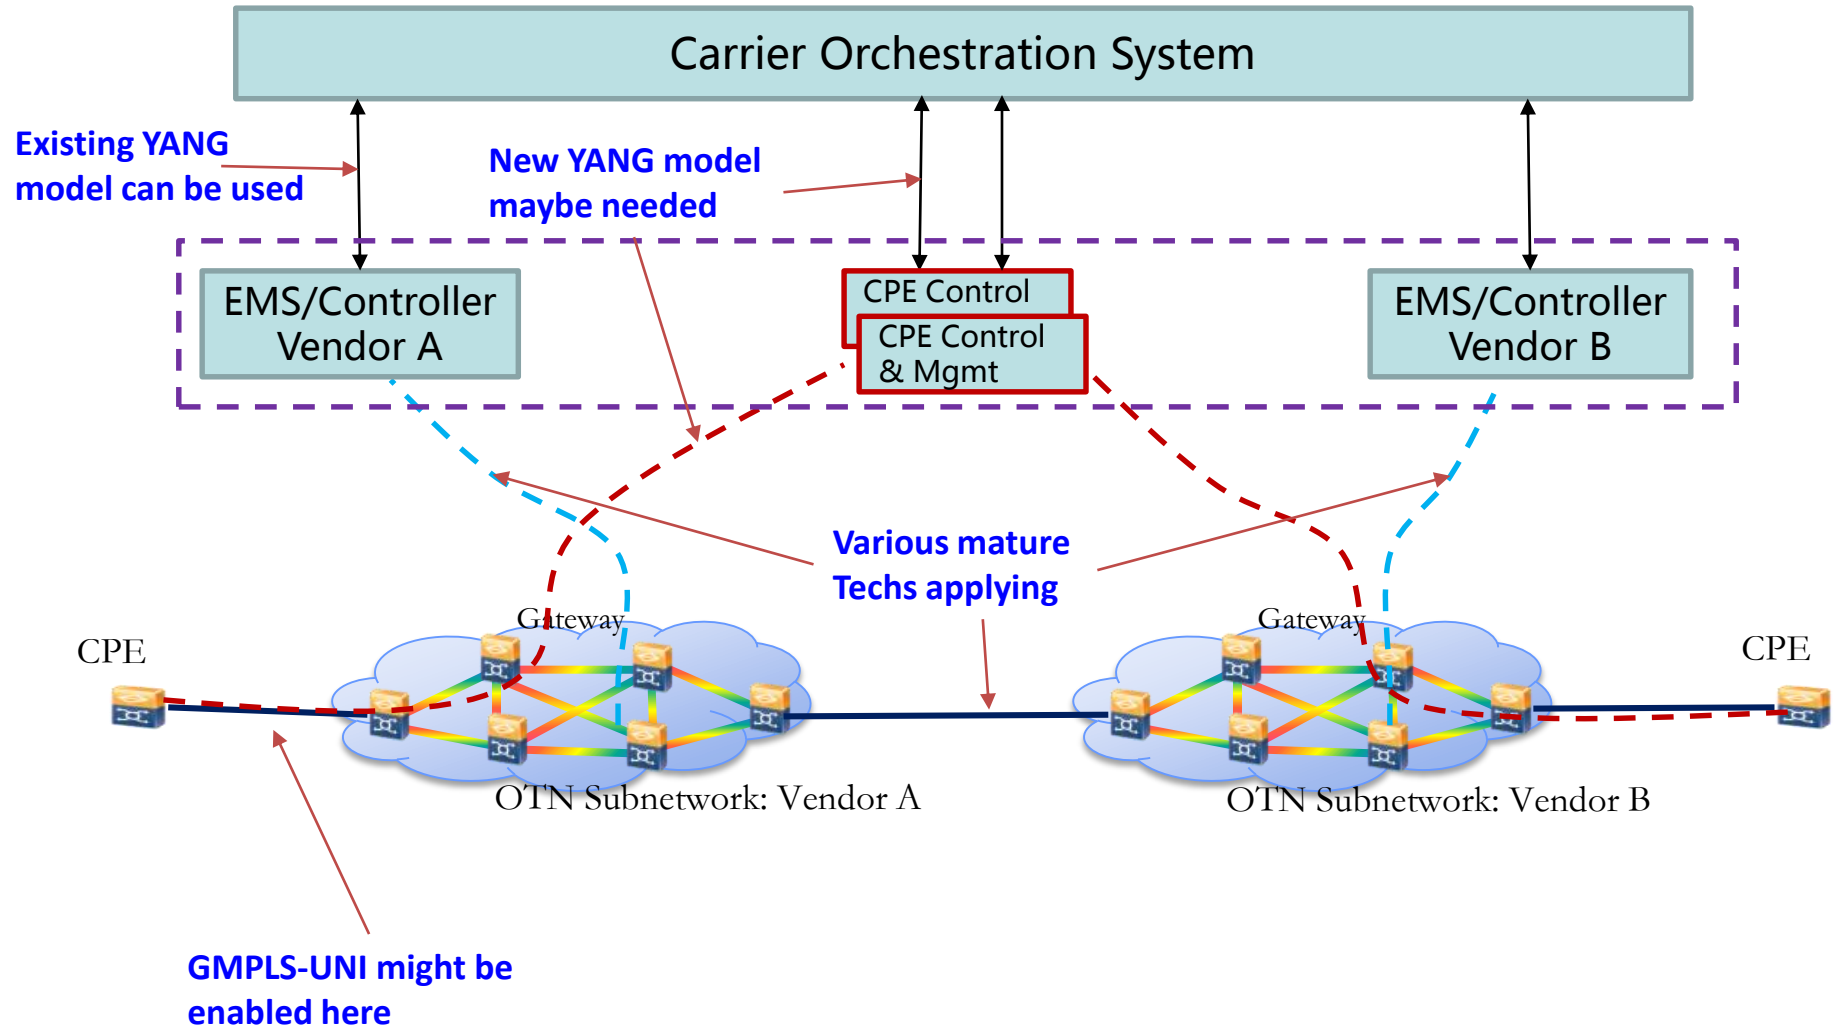 Carrier Orchestration System
Existing YANG
model can be used
New YANG model
maybe needed
EMS/Controller
Vendor A
CPE Control
CPE Control
& Mgmt
EMS/Controller
Vendor B
Various mature
Techs applying
Gateway
Gateway
CPE
CPE
OTN Subnetwork: Vendor A
OTN Subnetwork: Vendor B
GMPLS-UNI might be
enabled here